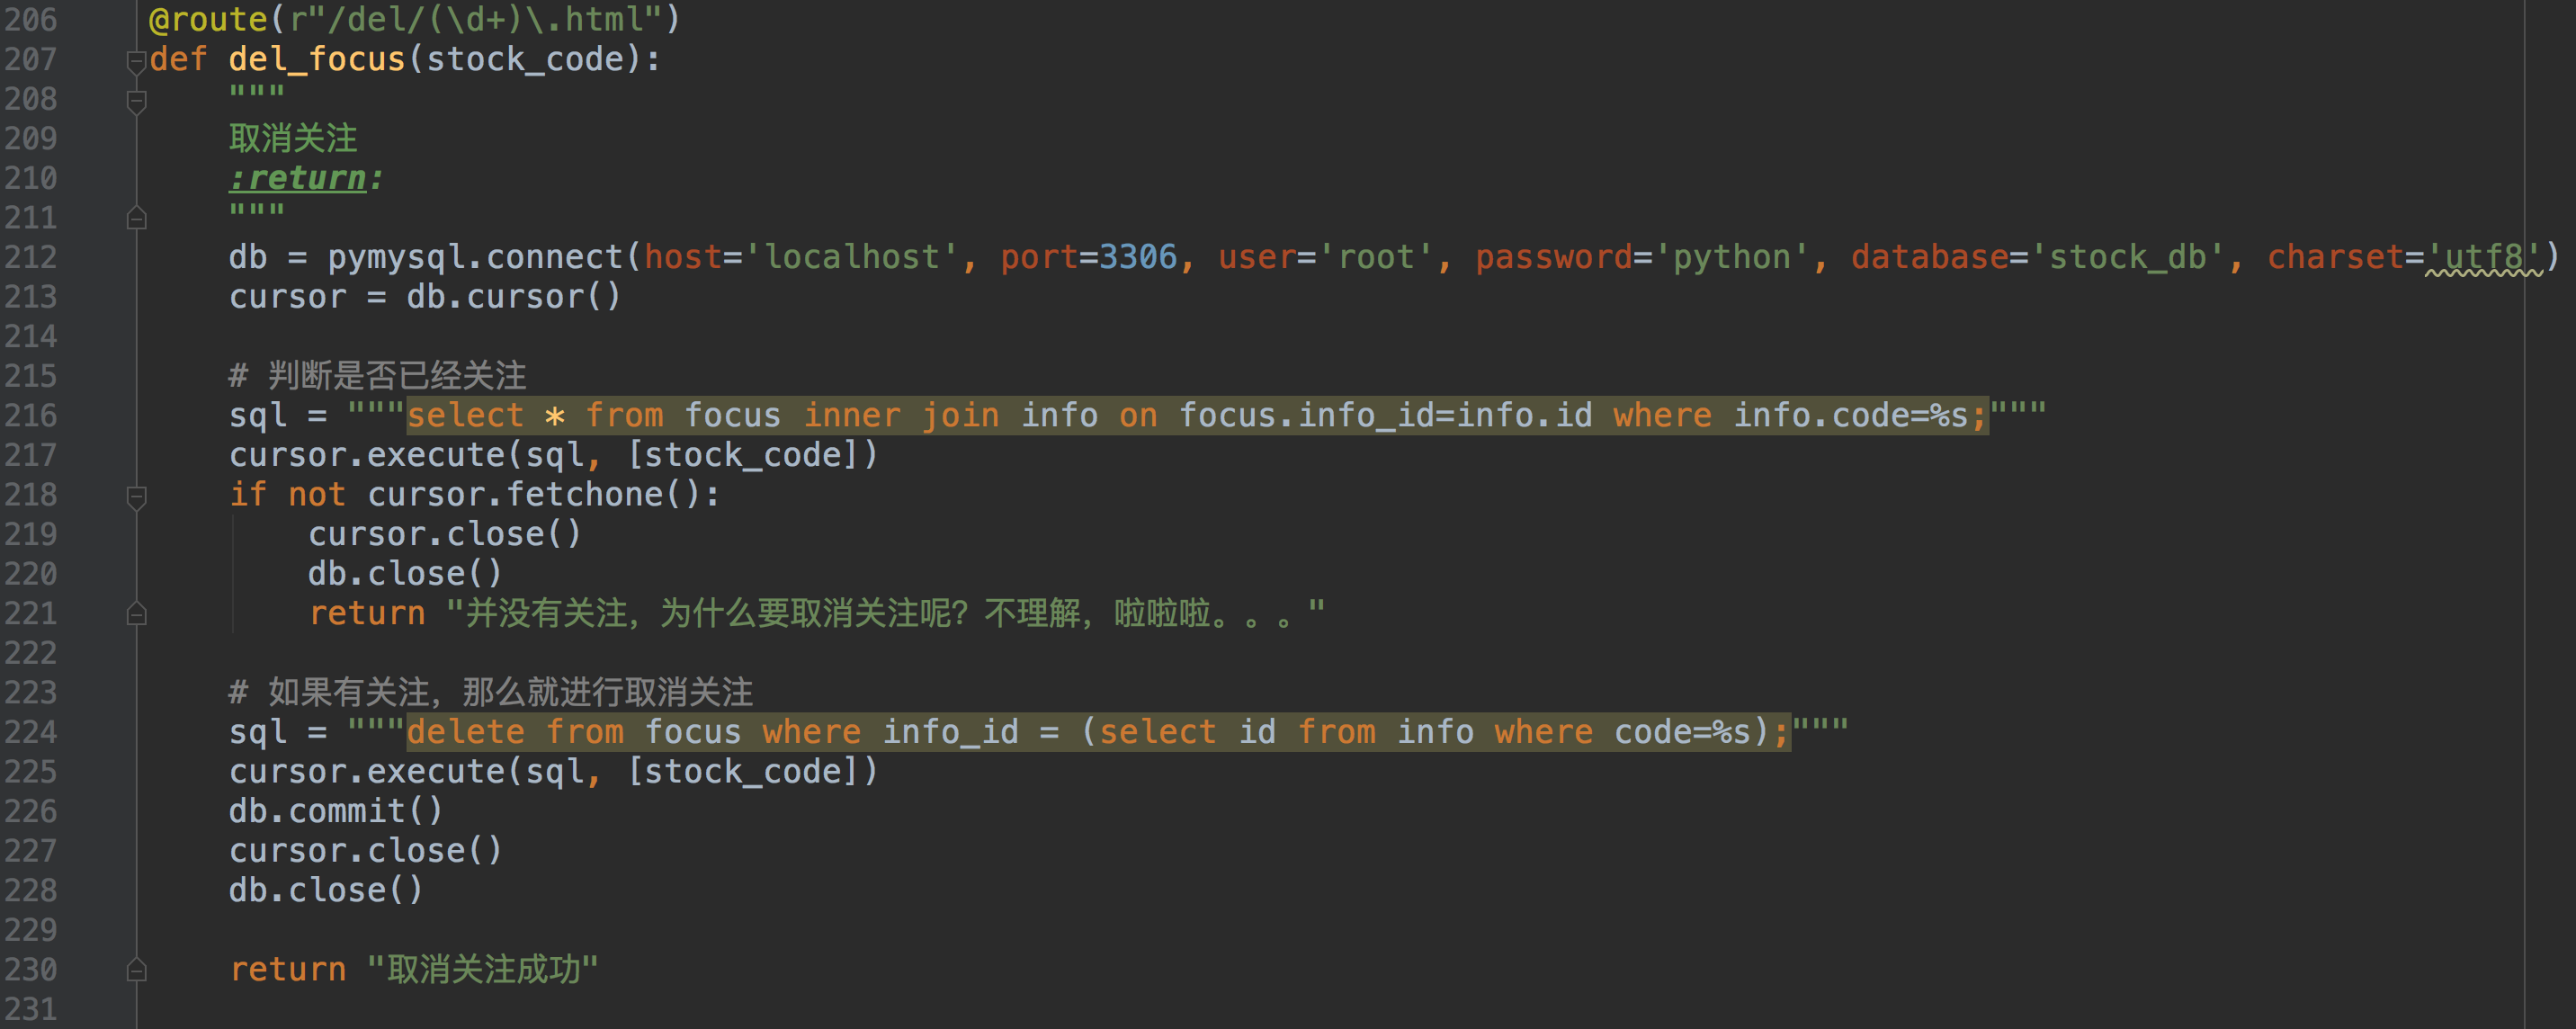 206 @route(r"/del/(\d+)\.html")
207 def del_focus(stock_code):
208     """
209     取消关注
210     :return:
211     """
212     db = pymysql.connect(host='localhost', port=3306, user='root', password='python', database='stock_db', charset='utf8')
213     cursor = db.cursor()
214
215     # 判断是否已经关注
216     sql = """select * from focus inner join info on focus.info_id=info.id where info.code=%s;"""
217     cursor.execute(sql, [stock_code])
218     if not cursor.fetchone():
219         cursor.close()
220         db.close()
221         return "并没有关注，为什么要取消关注呢？不理解，啦啦啦。。。"
222
223     # 如果有关注，那么就进行取消关注
224     sql = """delete from focus where info_id = (select id from info where code=%s);"""
225     cursor.execute(sql, [stock_code])
226     db.commit()
227     cursor.close()
228     db.close()
229
230     return "取消关注成功"
231